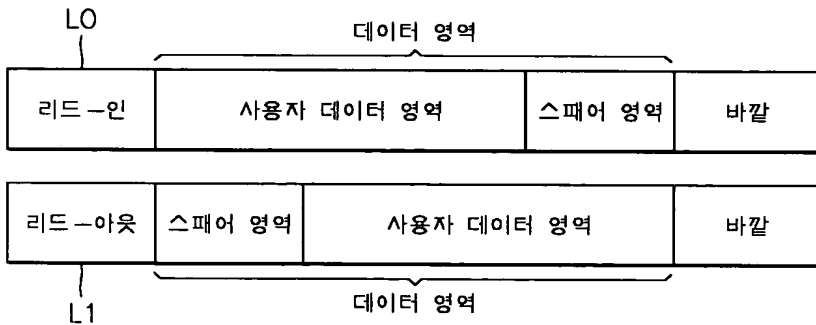 L0
데이터 영역
리드-인 사용자 데이터 영역 스패어 영역 바깥
리드-아웃 스패어 영역 사용자 데이터 영역 바깥
데이터 영역
L1